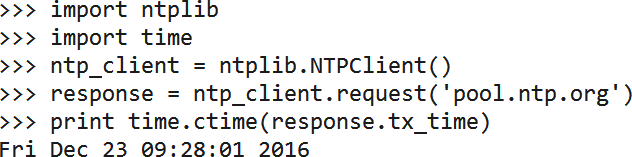 >>> import ntplib
>>> import time
>>> ntp_client = ntplib.NTPClient()
>>> response = ntp_client.request('pool.ntp.org')
>>> print time.ctime(response.tx_time)
Fri Dec 23 09:28:01 2016